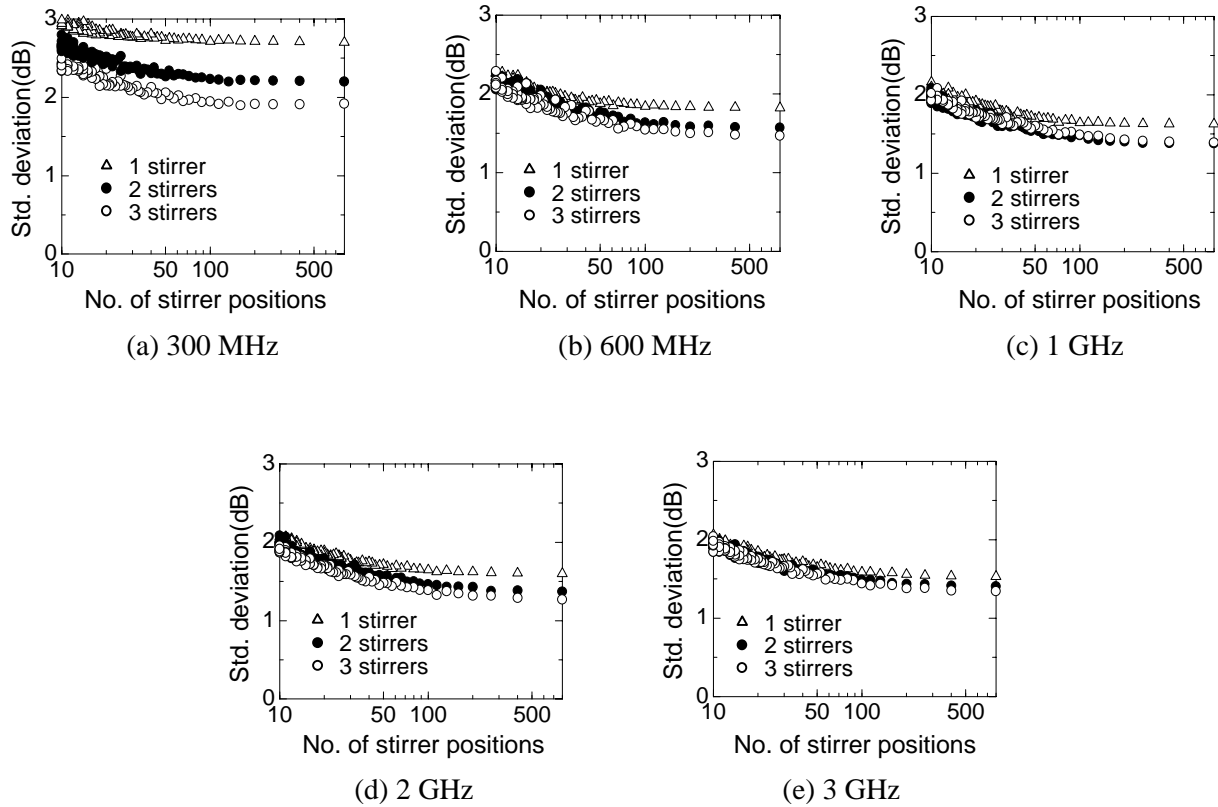 3
2
1
0
10
50
100
500
Std. deviation(dB)
No. of stirrer positions
1 stirrer
2 stirrers
3 stirrers
(a) 300 MHz
3
2
1
0
10
50
100
500
Std. deviation(dB)
No. of stirrer positions
1 stirrer
2 stirrers
3 stirrers
(b) 600 MHz
3
2
1
0
10
50
100
500
Std. deviation(dB)
No. of stirrer positions
1 stirrer
2 stirrers
3 stirrers
(c) 1 GHz
3
2
1
0
10
50
100
500
Std. deviation(dB)
No. of stirrer positions
1 stirrer
2 stirrers
3 stirrers
(d) 2 GHz
3
2
1
0
10
50
100
500
Std. deviation(dB)
No. of stirrer positions
1 stirrer
2 stirrers
3 stirrers
(e) 3 GHz